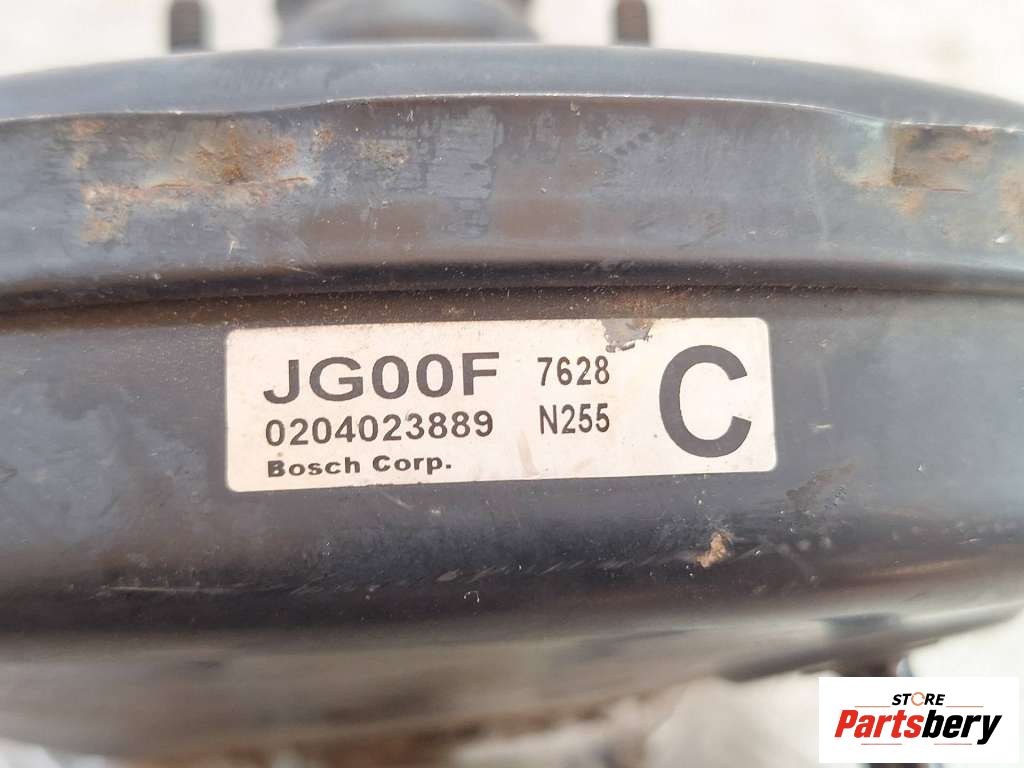 JG00F 7628 C
0204023889 N255
Bosch Corp.
STORE
Partsbery